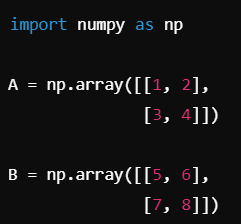 import numpy as np
A = np.array([[1, 2],
              [3, 4]])
B = np.array([[5, 6],
              [7, 8]])